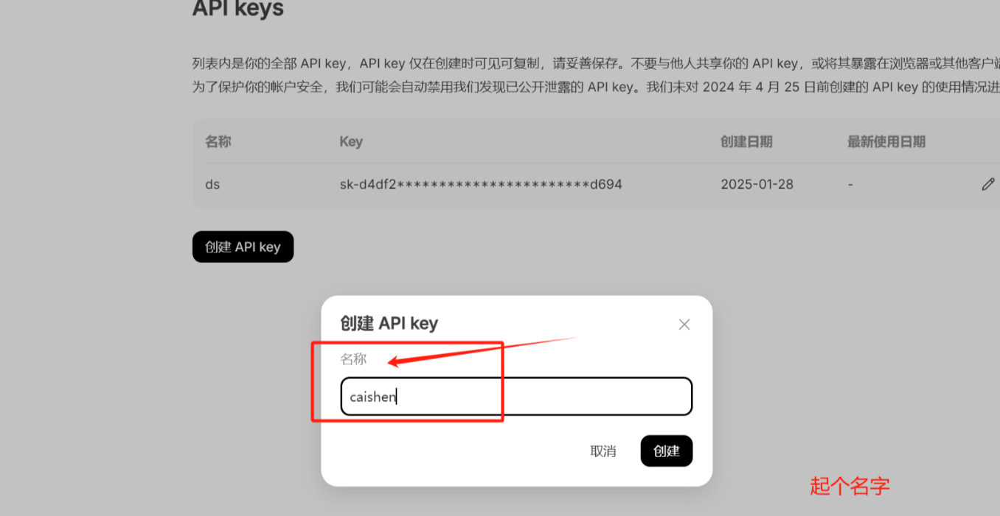 API keys
列表内是你的全部 API key，API key 仅在创建时可见可复制，请妥善保存。不要与他人共享你的 API key，或将其暴露在浏览器或其他客户端
为了保护你的帐户安全，我们可能会自动禁用我们发现已公开泄露的 API key。我们未对 2024 年 4 月 25 日前创建的 API key 的使用情况进
名称 Key 创建日期 最新使用日期
ds sk-d4df2***********************d694 2025-01-28 -
创建 API key
创建 API key
名称
caishen
取消 创建
起个名字